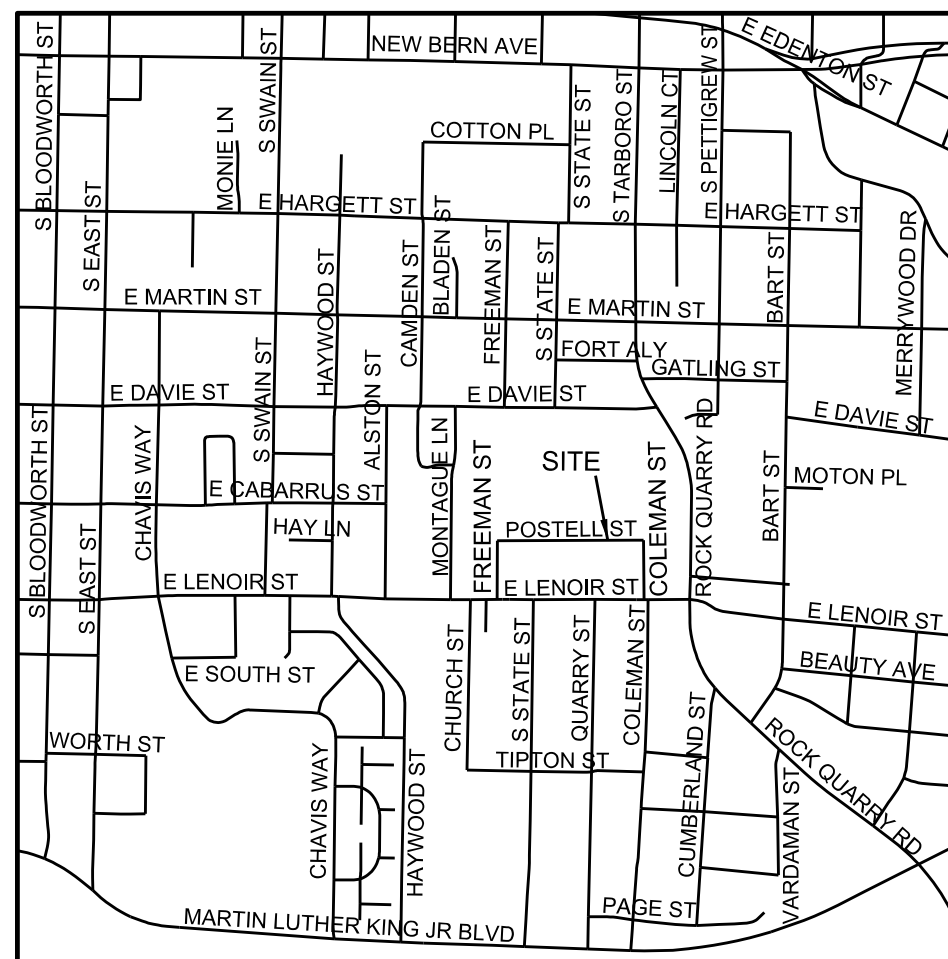 NEW BERN AVE
E EDENTON ST
S BLOODWORTH ST
S SWAIN ST
S PETTIGREW ST
S STATE ST
S TARBORO ST
LINCOLN CT
MONIE LN
COTTON PL
S EAST ST
E HARGETT ST
E HARGETT ST
HAYWOOD ST
CAMDEN ST
BLADEN ST
FREEMAN ST
S STATE ST
BART ST
MERRYWOOD DR
E MARTIN ST
E MARTIN ST
FORT ALY
GATLING ST
S SWAIN ST
ALSTON ST
E DAVIE ST
E DAVIE ST
E DAVIE ST
S BLOODWORTH ST
CHAVIS WAY
MONTAGUE LN
FREEMAN ST
SITE
COLEMAN ST
ROCK QUARRY RD
BART ST
MOTON PL
E CABARRUS ST
HAY LN
POSTELL ST
S EAST ST
E LENOIR ST
E LENOIR ST
E LENOIR ST
CHURCH ST
S STATE ST
QUARRY ST
COLEMAN ST
BEAUTY AVE
E SOUTH ST
CUMBERLAND ST
WORTH ST
TIPTON ST
ROCK QUARRY RD
CHAVIS WAY
HAYWOOD ST
VARDAMAN ST
PAGE ST
MARTIN LUTHER KING JR BLVD